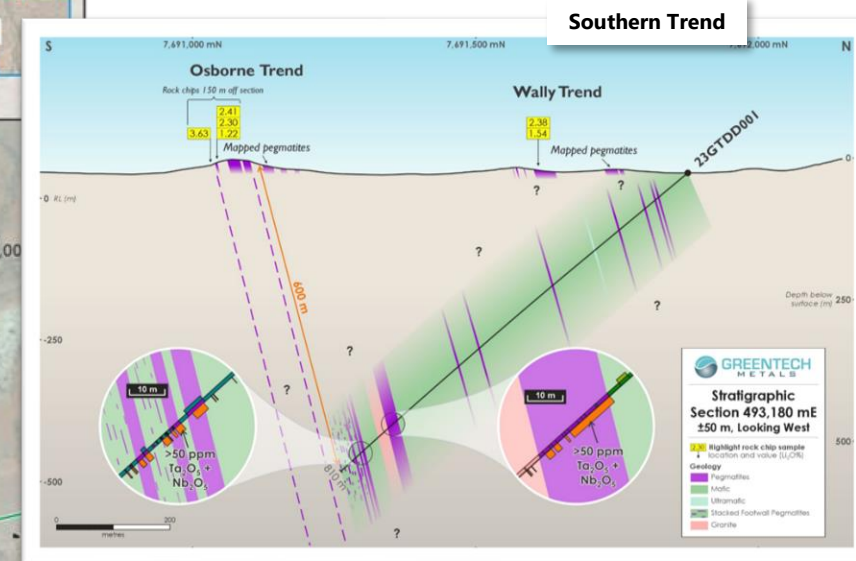 Southern Trend
S
7,691,000 mN
7,691,500 mN
N
Osborne Trend
Rock chips 150 m off section
2.41
2.30
3.63
1.22
Mapped pegmatites
Wally Trend
2.38
1.54
Mapped pegmatites
23GTDD001
0
0 RL (m)
?
?
?
600 m
Depth below
surface (m)
250
?
-250
?
?
10 m
>50 ppm
Ta2O5 +
Nb2O5
810 m
10 m
>50 ppm
Ta2O5 +
Nb2O5
500
-500
?
0
200
metres
GREENTECH
METALS
Stratigraphic
Section 493,180 mE
±50 m, Looking West
Highlight rock chip sample
location and value (Li2O%)
Geology
Pegmatites
Mafic
Ultramafic
Stacked Footwall Pegmatites
Granite